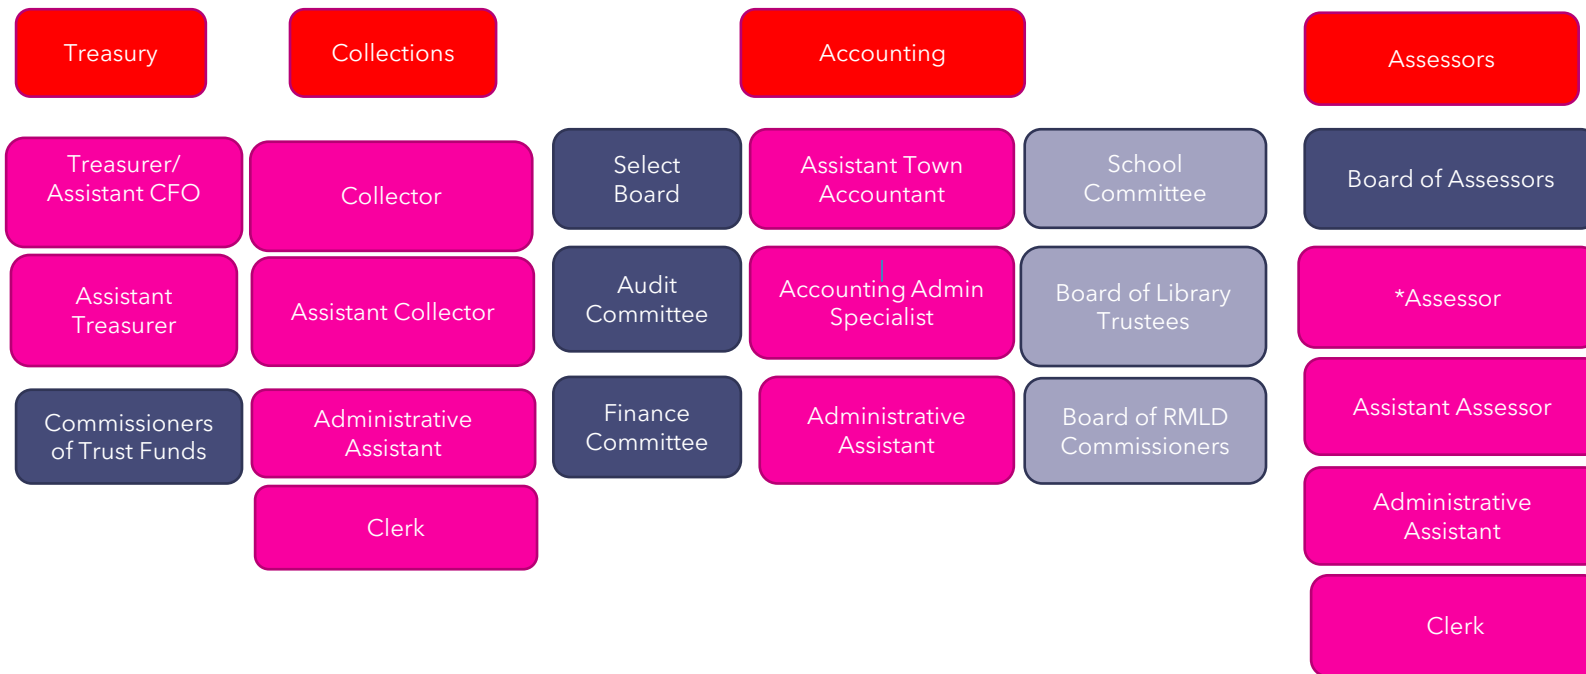 Treasury
Collections
Accounting
Assessors
Treasurer/
Assistant CFO
Assistant
Treasurer
Commissioners
of Trust Funds
Collector
Assistant Collector
Administrative
Assistant
Clerk
Select
Board
Audit
Committee
Finance
Committee
Assistant Town
Accountant
Accounting Admin
Specialist
Administrative
Assistant
School
Committee
Board of Library
Trustees
Board of RMLD
Commissioners
Board of Assessors
*Assessor
Assistant Assessor
Administrative
Assistant
Clerk